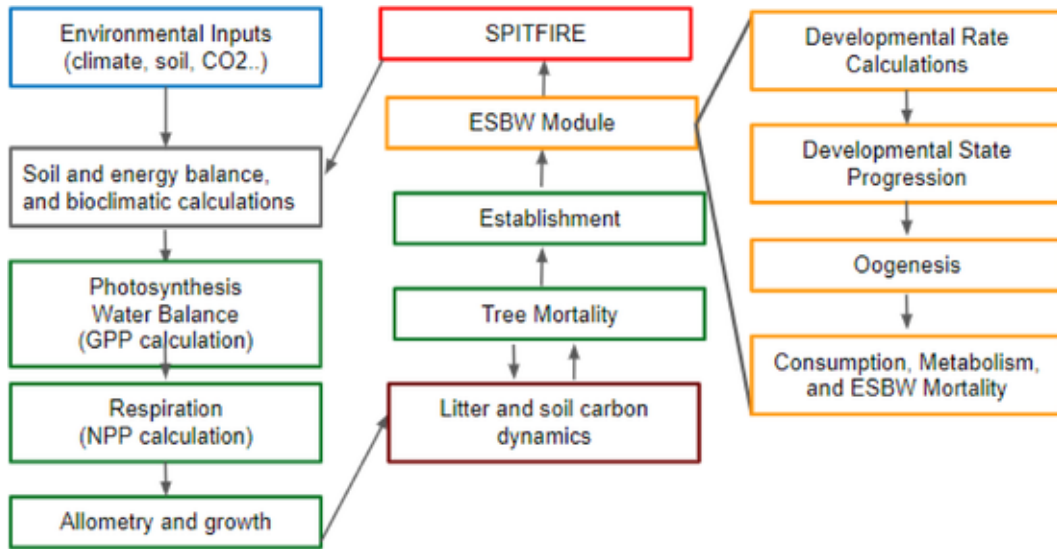 Environmental Inputs
(climate, soil, CO2..)
Soil and energy balance,
and bioclimatic calculations
Photosynthesis
Water Balance
(GPP calculation)
Respiration
(NPP calculation)
Allometry and growth
SPITFIRE
ESBW Module
Establishment
Tree Mortality
Litter and soil carbon
dynamics
Developmental Rate
Calculations
Developmental State
Progression
Oogenesis
Consumption, Metabolism,
and ESBW Mortality